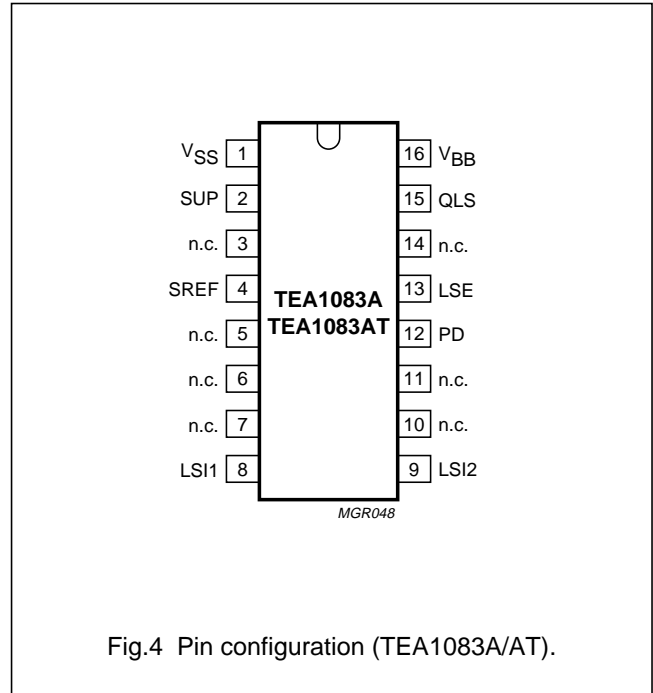 VSS 1 16 VBB
SUP 2 15 QLS
n.c. 3 14 n.c.
SREF 4 13 LSE
TEA1083A
TEA1083AT
n.c. 5 12 PD
n.c. 6 11 n.c.
n.c. 7 10 n.c.
LSI1 8 9 LSI2
MGR048
Fig.4 Pin configuration (TEA1083A/AT).